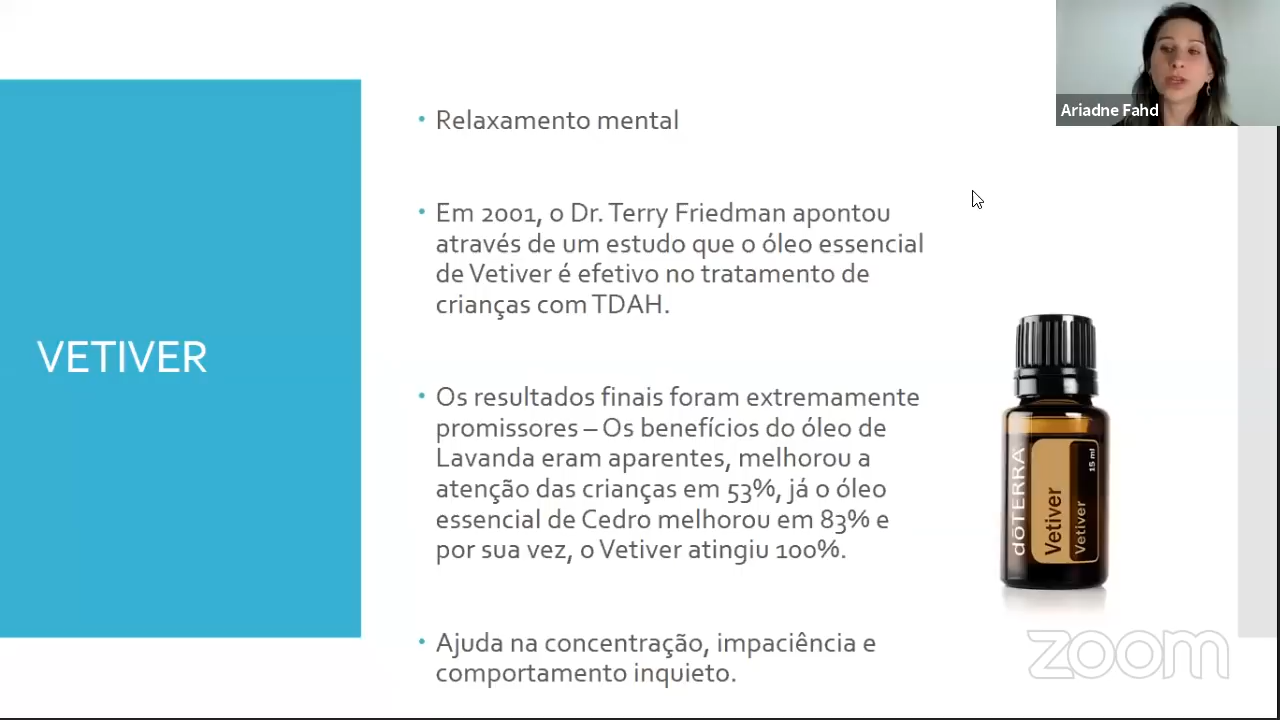 Ariadne Fahd
VETIVER
• Relaxamento mental
• Em 2001, o Dr. Terry Friedman apontou
através de um estudo que o óleo essencial
de Vetiver é efetivo no tratamento de
crianças com TDAH.
• Os resultados finais foram extremamente
promissores – Os benefícios do óleo de
Lavanda eram aparentes, melhorou a
atenção das crianças em 53%, já o óleo
essencial de Cedro melhorou em 83% e
por sua vez, o Vetiver atingiu 100%.
• Ajuda na concentração, impaciência e
comportamento inquieto.
dōTERRA
Vetiver
Vetiver
15 ml
zoom